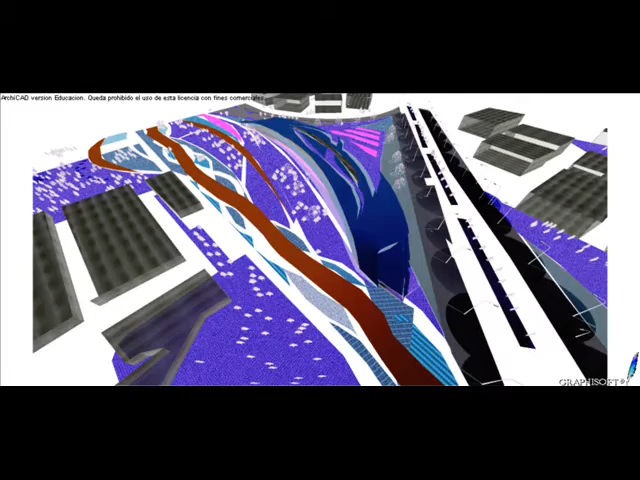 ArchiCAD version Educacion. Queda prohibido el uso de esta licencia con fines comerciales.
GRAPHISOFT®